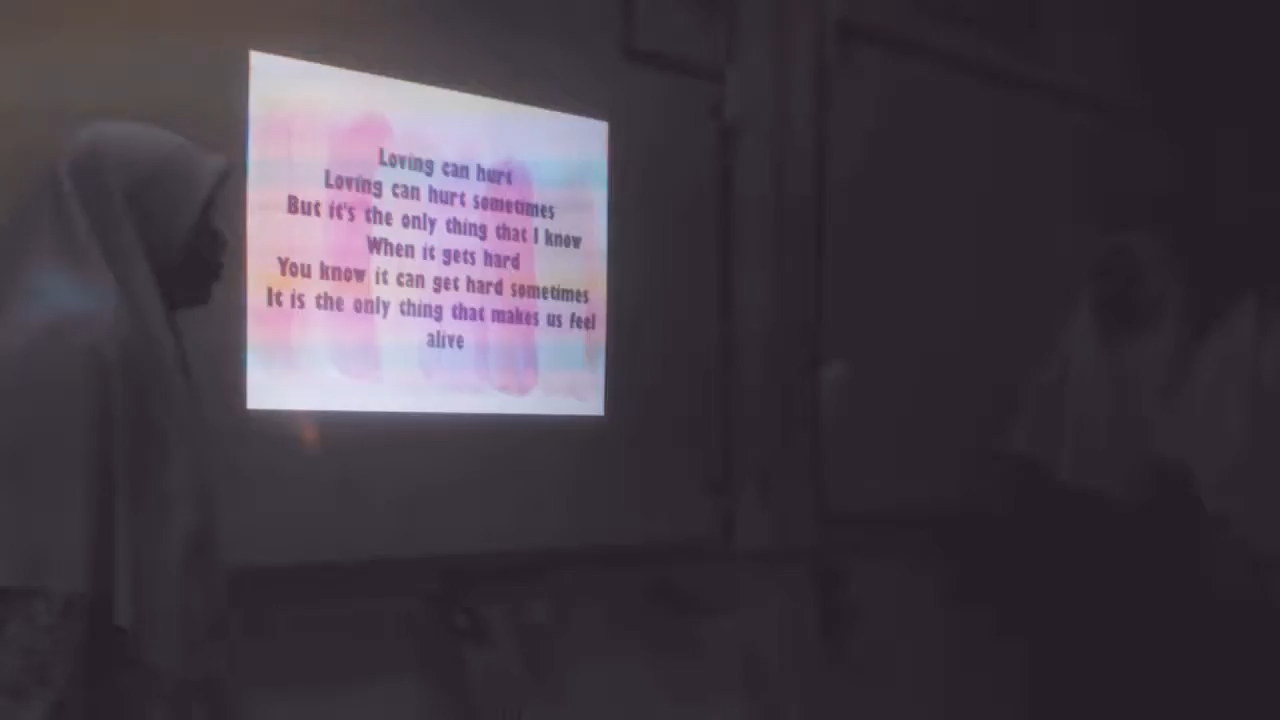 Loving can hurt
Loving can hurt sometimes
But it's the only thing that I know
When it gets hard
You know it can get hard sometimes
It is the only thing that makes us feel
alive